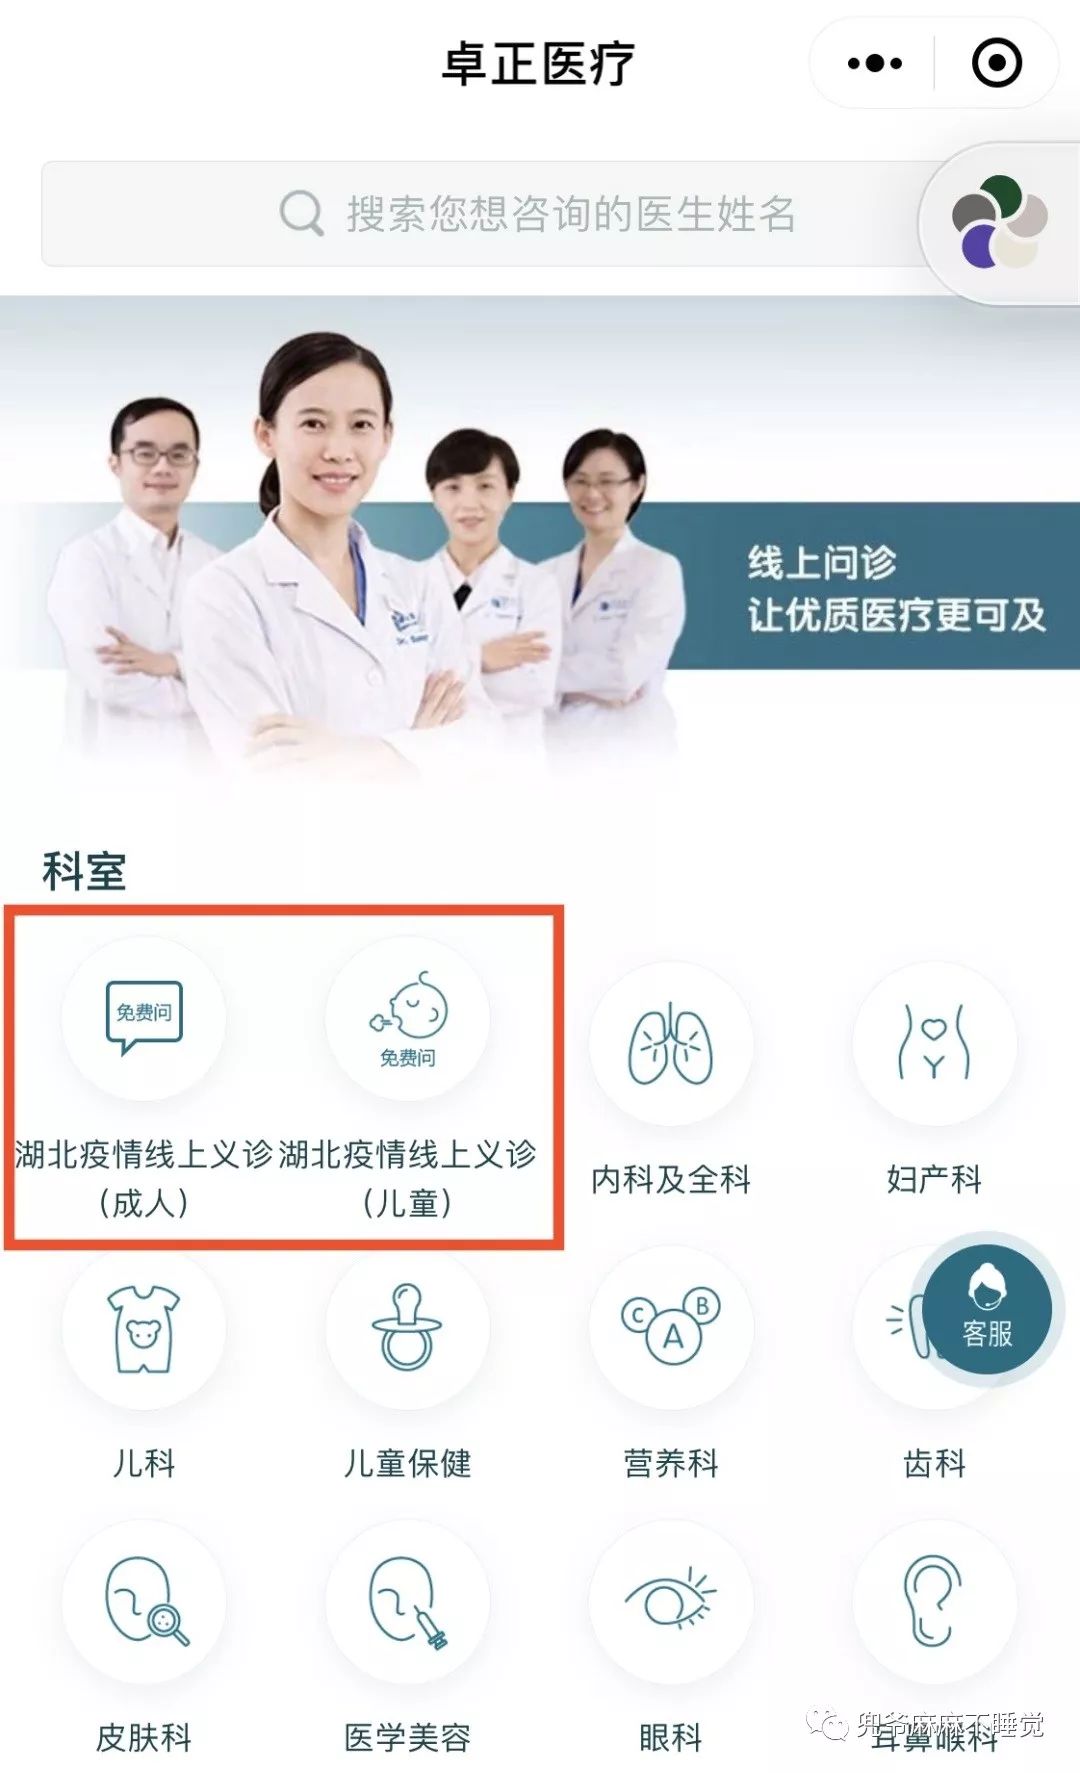 卓正医疗
搜索您想咨询的医生姓名
线上问诊
让优质医疗更可及
科室
免费问
免费问
湖北疫情线上义诊
（成人）
湖北疫情线上义诊
（儿童）
内科及全科
妇产科
C
B
A
客服
儿科
儿童保健
营养科
齿科
皮肤科
医学美容
眼科
耳鼻喉科
兜爷麻麻不睡觉